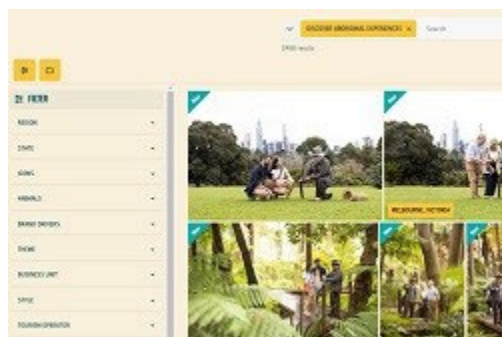 DISCOVER ABORIGINAL EXPERIENCES ×
Search
results
FILTER
REGION
STATE
ICONS
ANIMALS
BRAND DRIVERS
THEME
BUSINESS UNIT
STYLE
TOURISM OPERATOR
MELBOURNE, VICTORIA